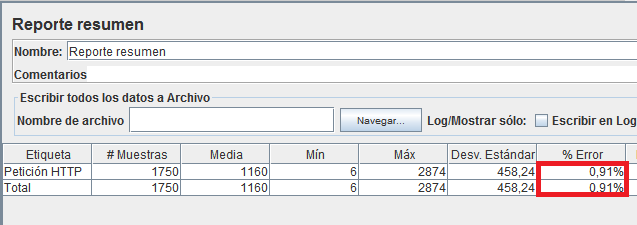 Reporte resumen
Nombre: Reporte resumen
Comentarios
Escribir todos los datos a Archivo
Nombre de archivo Navegar... Log/Mostrar sólo: Escribir en Log
Etiqueta # Muestras Media Mín Máx Desv. Estándar % Error
Petición HTTP 1750 1160 6 2874 458,24 0,91%
Total 1750 1160 6 2874 458,24 0,91%